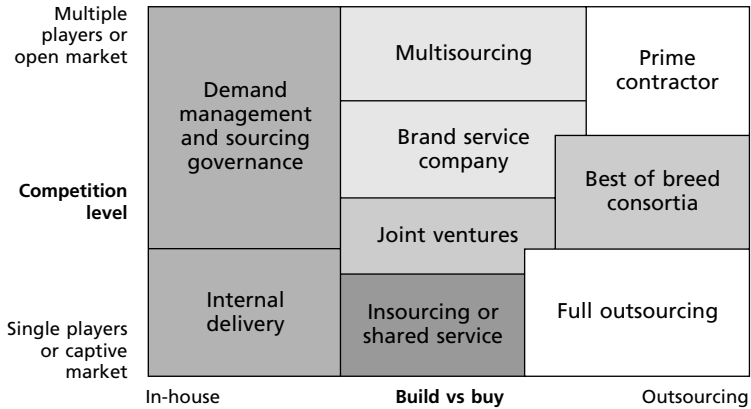 Multiple
players or
open market
Demand
management
and sourcing
governance
Multisourcing
Prime
contractor
Brand service
company
Best of breed
consortia
Competition
level
Joint ventures
Internal
delivery
Insourcing or
shared service
Full outsourcing
Single players
or captive
market
In-house
Build vs buy
Outsourcing